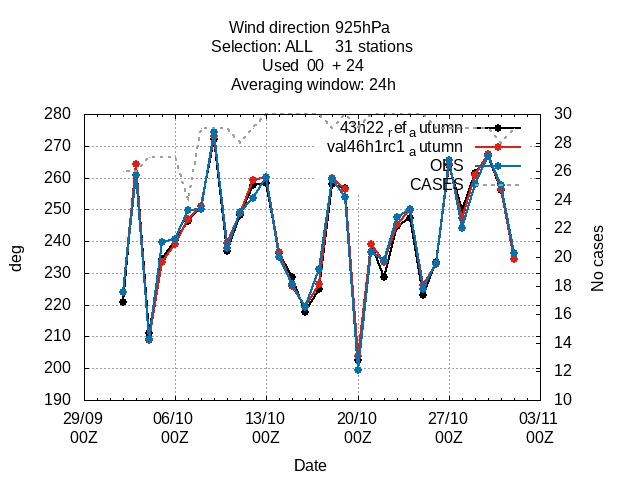 Wind direction 925hPa
Selection: ALL 31 stations
Used 00 + 24
Averaging window: 24h
280 30
43h22_ref_autumn
28
270
val46h1rc1_autumn
OBS
26
260
CASES
24
250
22
240
20
230
18
220
16
210
14
200
12
190 10
deg
No cases
29/09 06/10 13/10 20/10 27/10 03/11
00Z 00Z 00Z 00Z 00Z 00Z
Date